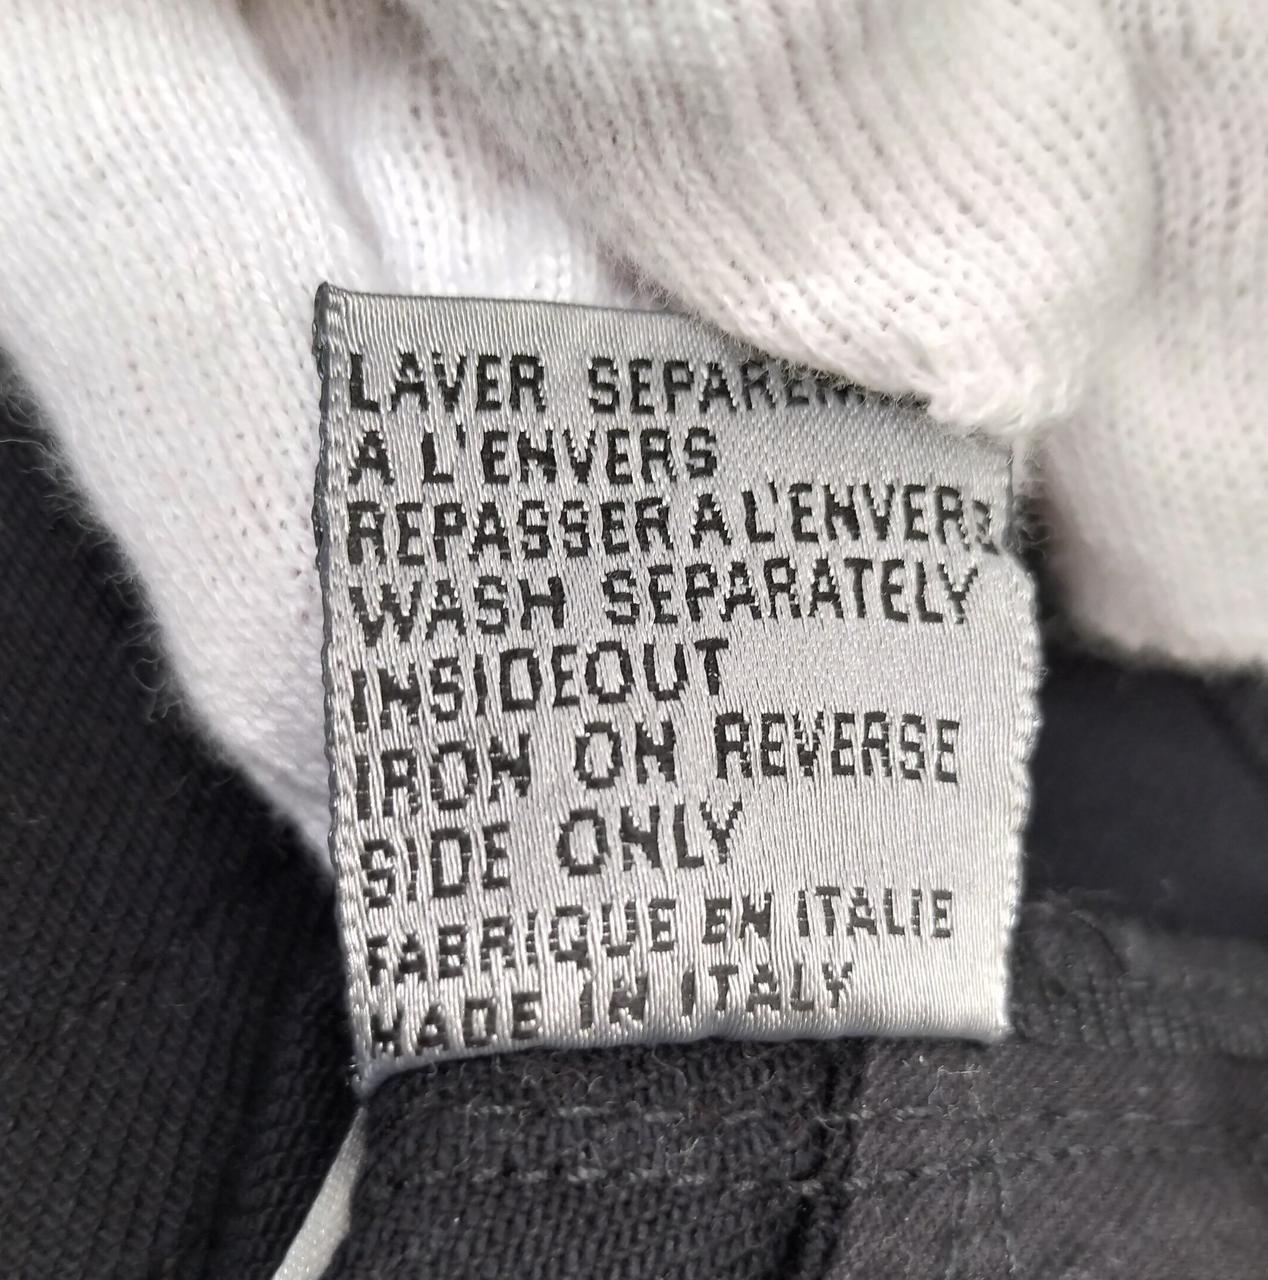 LAVER
A L'ENVERS
REPASSER A L'ENVERS
WASH SEPARATELY
INSIDEOUT
IRON ON REVERSE
SIDE ONLY
FABRIQUE EN ITALIE
MADE IN ITALY